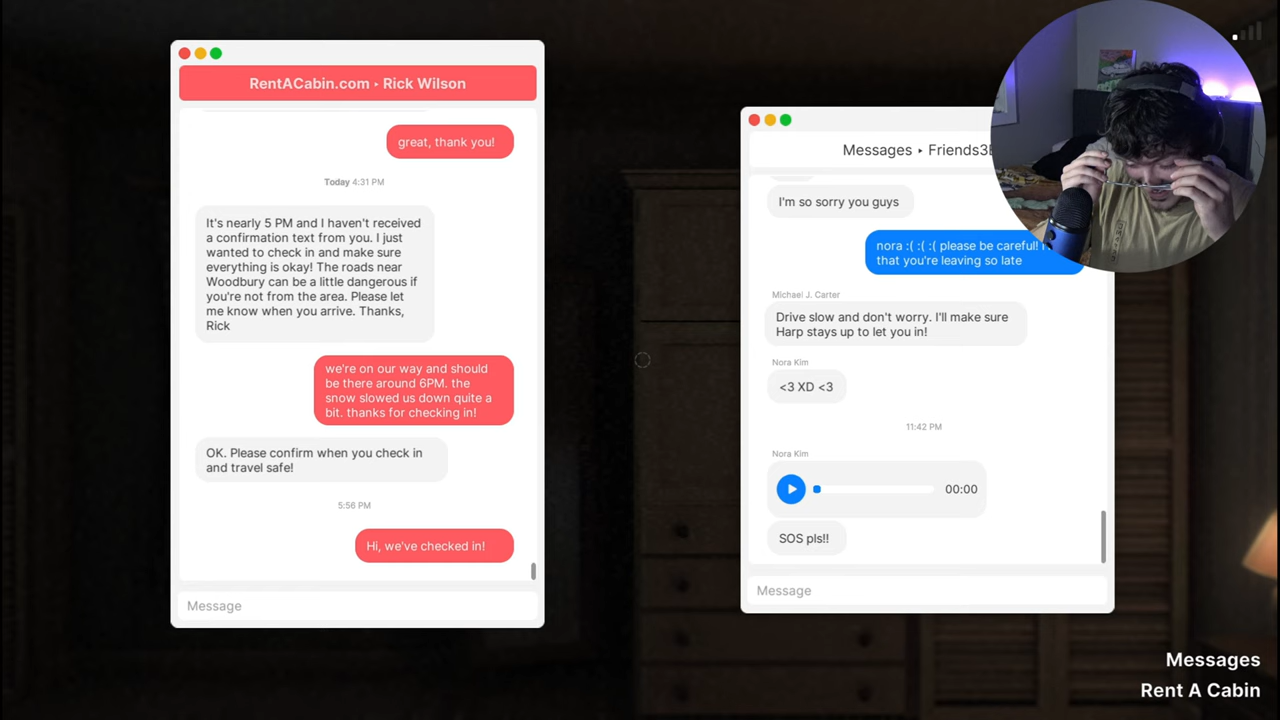 RentACabin.com ‣ Rick Wilson
great, thank you!
Today 4:31 PM
It's nearly 5 PM and I haven't received
a confirmation text from you. I just
wanted to check in and make sure
everything is okay! The roads near
Woodbury can be a little dangerous if
you're not from the area. Please let
me know when you arrive. Thanks,
Rick
we're on our way and should
be there around 6PM. the
snow slowed us down quite a
bit. thanks for checking in!
OK. Please confirm when you check in
and travel safe!
5:56 PM
Hi, we've checked in!
Message
Messages ‣ Friends3
I'm so sorry you guys
nora :( :( :( please be careful!
that you're leaving so late
Michael J. Carter
Drive slow and don't worry. I'll make sure
Harp stays up to let you in!
Nora Kim
<3 XD <3
11:42 PM
Nora Kim
00:00
SOS pls!!
Message
Messages
Rent A Cabin